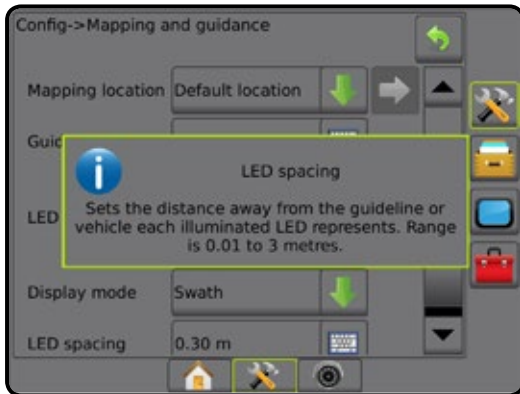 Config->Mapping and guidance
Mapping location Default location
Guid
LED spacing
Sets the distance away from the guideline or
LED
vehicle each illuminated LED represents. Range
is 0.01 to 3 metres.
Display mode Swath
LED spacing 0.30 m